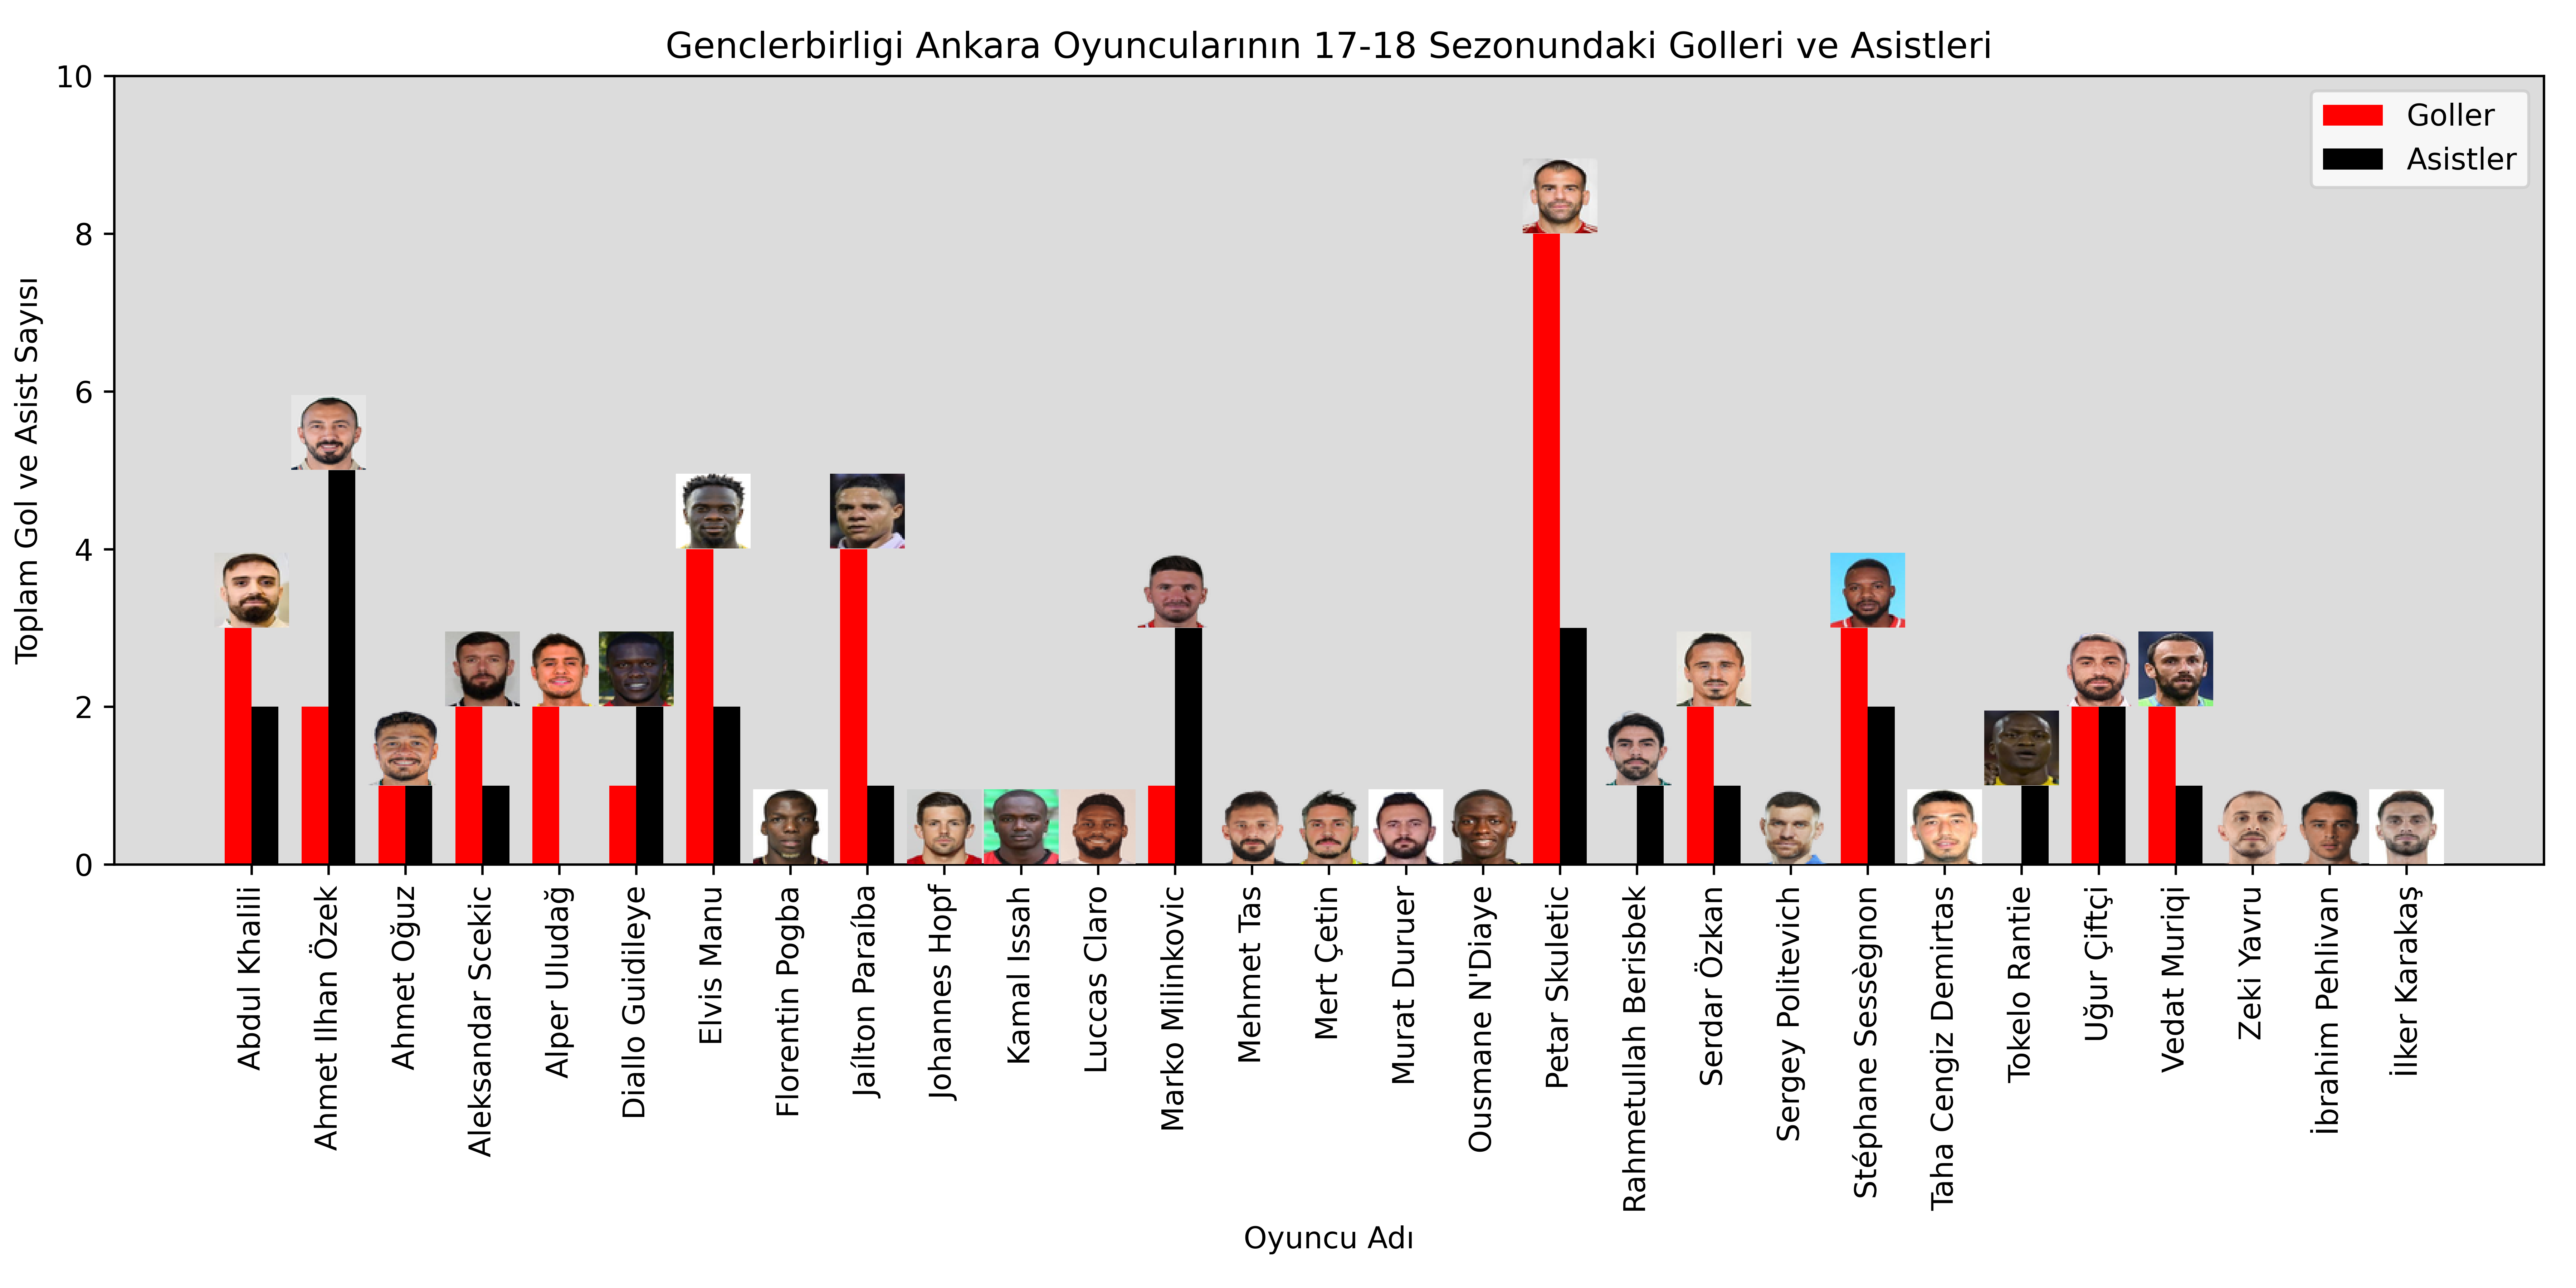 Genclerbirligi Ankara Oyuncularının 17-18 Sezonundaki Golleri ve Asistleri
Toplam Gol ve Asist Sayısı
10
8
6
4
2
0
Goller
Asistler
Abdul Khalili
Ahmet Ilhan Özek
Ahmet Oğuz
Aleksandar Scekic
Alper Uludağ
Diallo Guidileye
Elvis Manu
Florentin Pogba
Jaílton Paraíba
Johannes Hopf
Kamal Issah
Luccas Claro
Marko Milinkovic
Mehmet Tas
Mert Çetin
Murat Duruer
Ousmane N'Diaye
Petar Skuletic
Rahmetullah Berisbek
Serdar Özkan
Sergey Politevich
Stéphane Sessègnon
Taha Cengiz Demirtas
Tokelo Rantie
Uğur Çiftçi
Vedat Muriqi
Zeki Yavru
İbrahim Pehlivan
İlker Karakaş
Oyuncu Adı